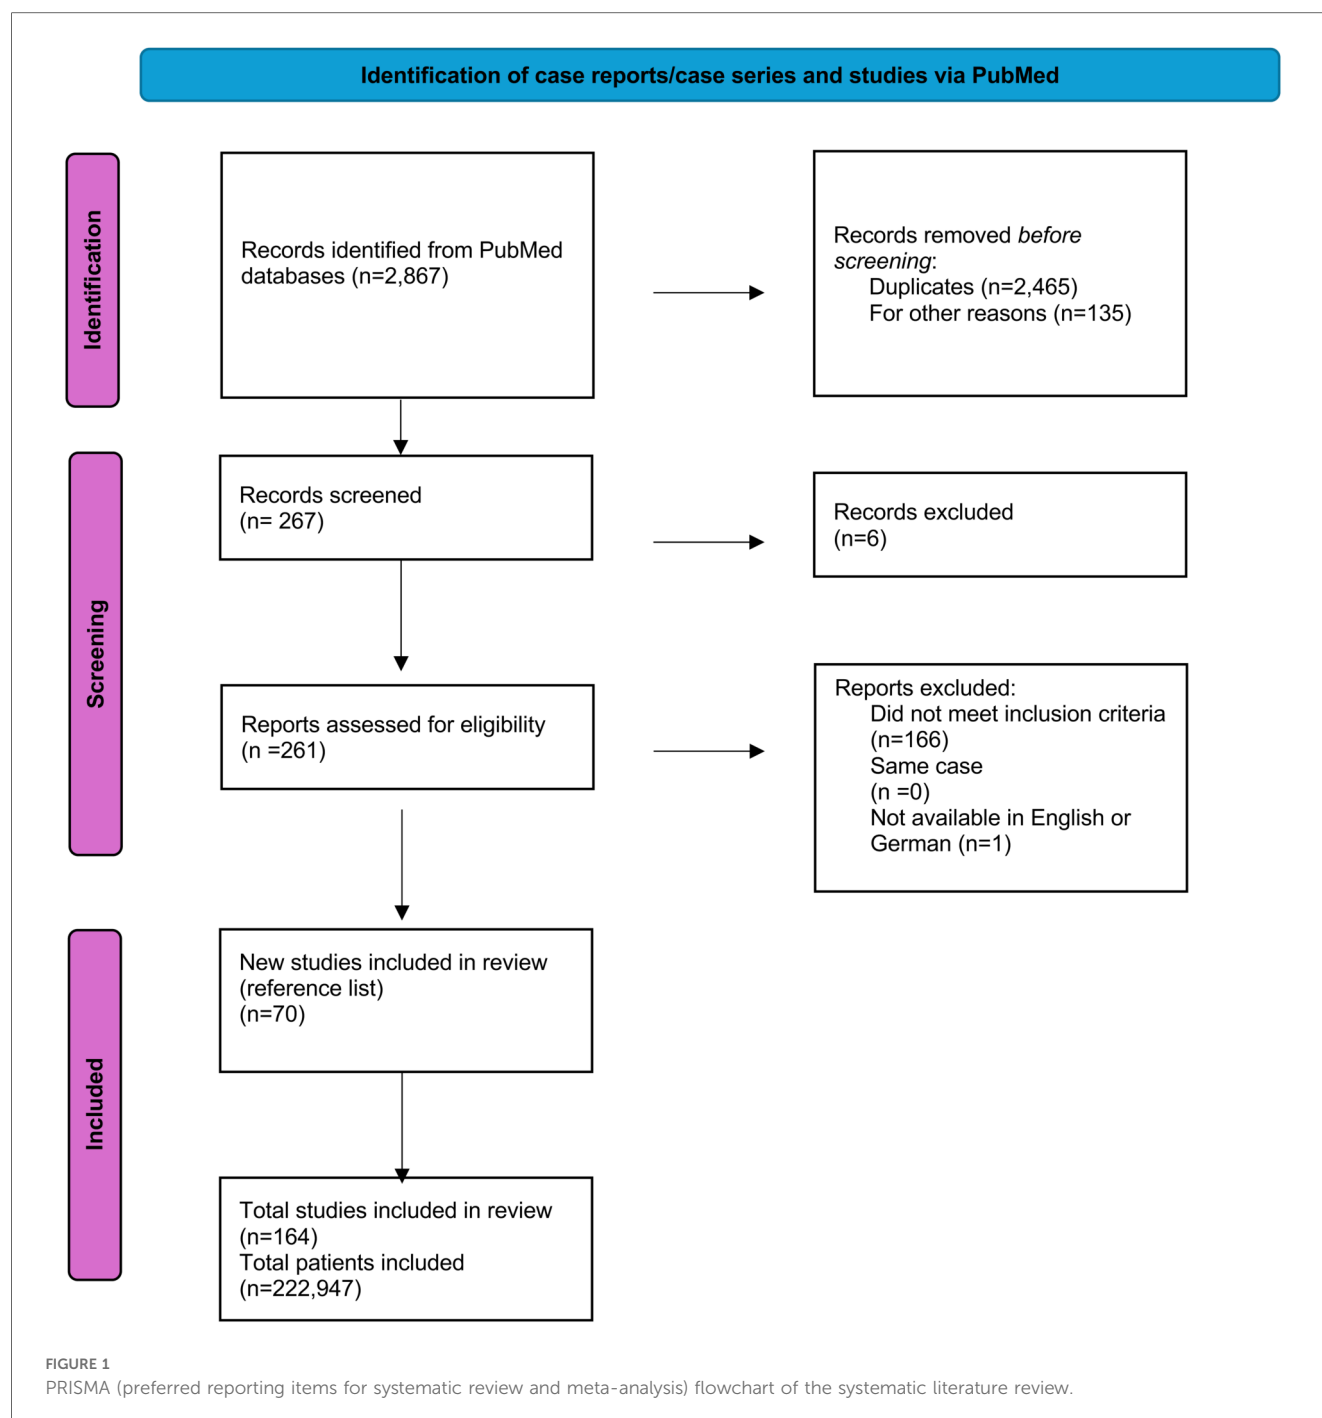 Identification of case reports/case series and studies via PubMed
Identification
Records identified from PubMed
databases (n=2,867)
Records removed before
screening:
Duplicates (n=2,465)
For other reasons (n=135)
Screening
Records screened
(n= 267)
Records excluded
(n=6)
Reports assessed for eligibility
(n =261)
Reports excluded:
Did not meet inclusion criteria
(n=166)
Same case
(n =0)
Not available in English or
German (n=1)
Included
New studies included in review
(reference list)
(n=70)
Total studies included in review
(n=164)
Total patients included
(n=222,947)
FIGURE 1
PRISMA (preferred reporting items for systematic review and meta-analysis) flowchart of the systematic literature review.